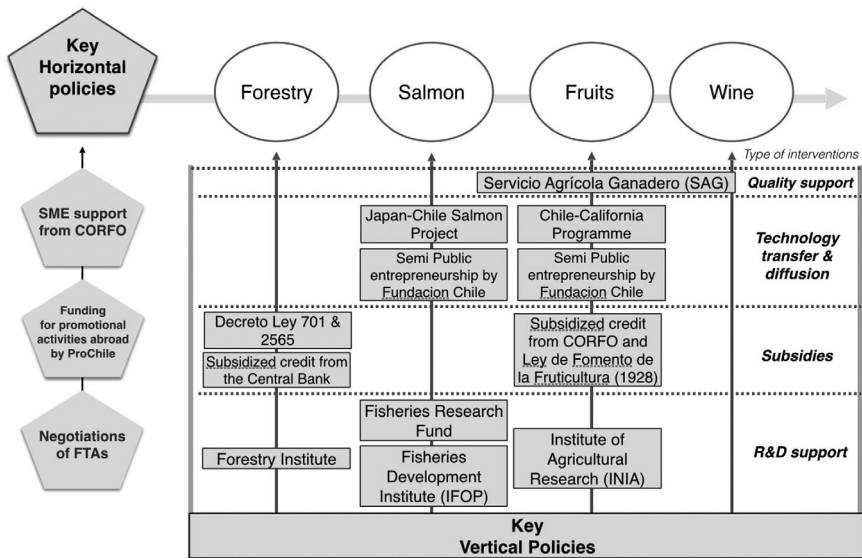 Key
Horizontal
policies
Forestry
Salmon
Fruits
Wine
Type of interventions
Servicio Agrícola Ganadero (SAG)
Quality support
SME support
from CORFO
Japan-Chile Salmon
Project
Chile-California
Programme
Semi Public
entrepreneurship by
Fundacion Chile
Semi Public
entrepreneurship by
Fundacion Chile
Technology
transfer &
diffusion
Funding
for promotional
activities abroad
by ProChile
Decreto Ley 701 &
2565
Subsidized credit from
the Central Bank
Subsidized credit
from CORFO and
Ley de Fomento de
la Fruticultura (1928)
Subsidies
Negotiations
of FTAs
Forestry Institute
Fisheries Research
Fund
Fisheries
Development
Institute (IFOP)
Institute of
Agricultural
Research (INIA)
R&D support
Key
Vertical Policies